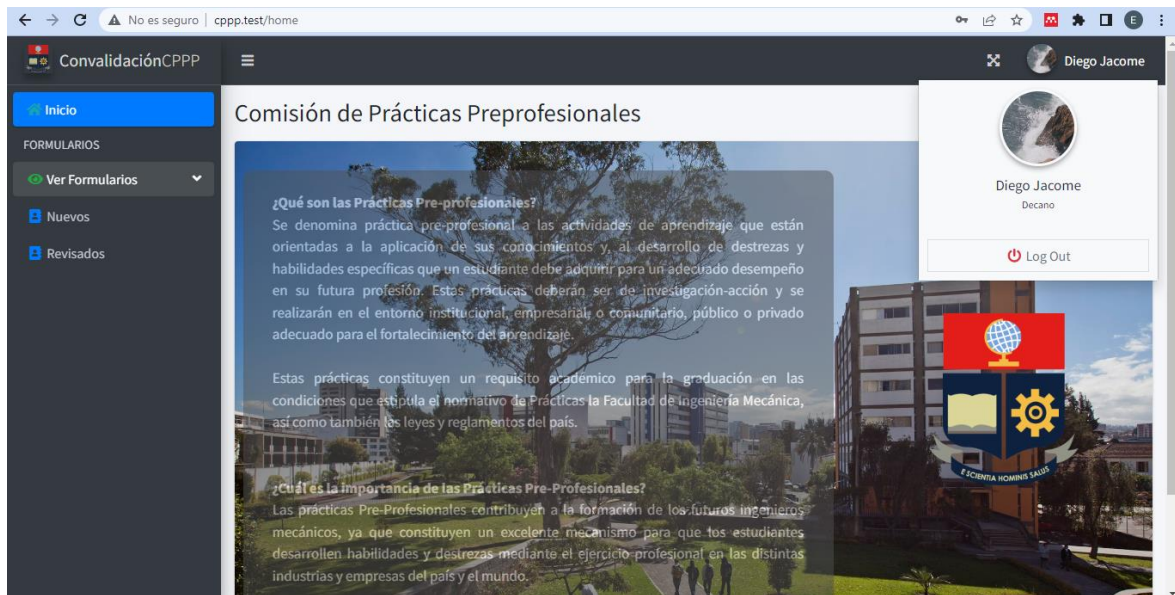 No es seguro | cppp.test/home
E
ConvalidaciónCPPP
Diego Jacome
Inicio
FORMULARIOS
Ver Formularios
Nuevos
Revisados
Comisión de Prácticas Preprofesionales
Diego Jacome
Decano
Log Out
¿Qué son las Prácticas Pre-profesionales?
Se denomina práctica pre-profesional a las actividades de aprendizaje que están
orientadas a la aplicación de sus conocimientos y, al desarrollo de destrezas y
habilidades específicas que un estudiante debe adquirir para un adecuado desempeño
en su futura profesión. Estas prácticas deberán ser de investigación-acción y se
realizarán en el entorno institucional, empresarial, o comunitario, público o privado
adecuado para el fortalecimiento del aprendizaje.
Estas prácticas constituyen un requisito académico para la graduación en las
condiciones que estipula el normativo de Prácticas la Facultad de Ingeniería Mecánica,
así como también las leyes y reglamentos del país.
¿Cuál es la importancia de las Prácticas Pre-Profesionales?
Las prácticas Pre-Profesionales contribuyen a la formación de los futuros ingenieros
mecánicos, ya que constituyen un excelente mecanismo para que los estudiantes
desarrollen habilidades y destrezas mediante el ejercicio profesional en las distintas
industrias y empresas del país y el mundo.
E SCIENTIA HOMINIS SALUS